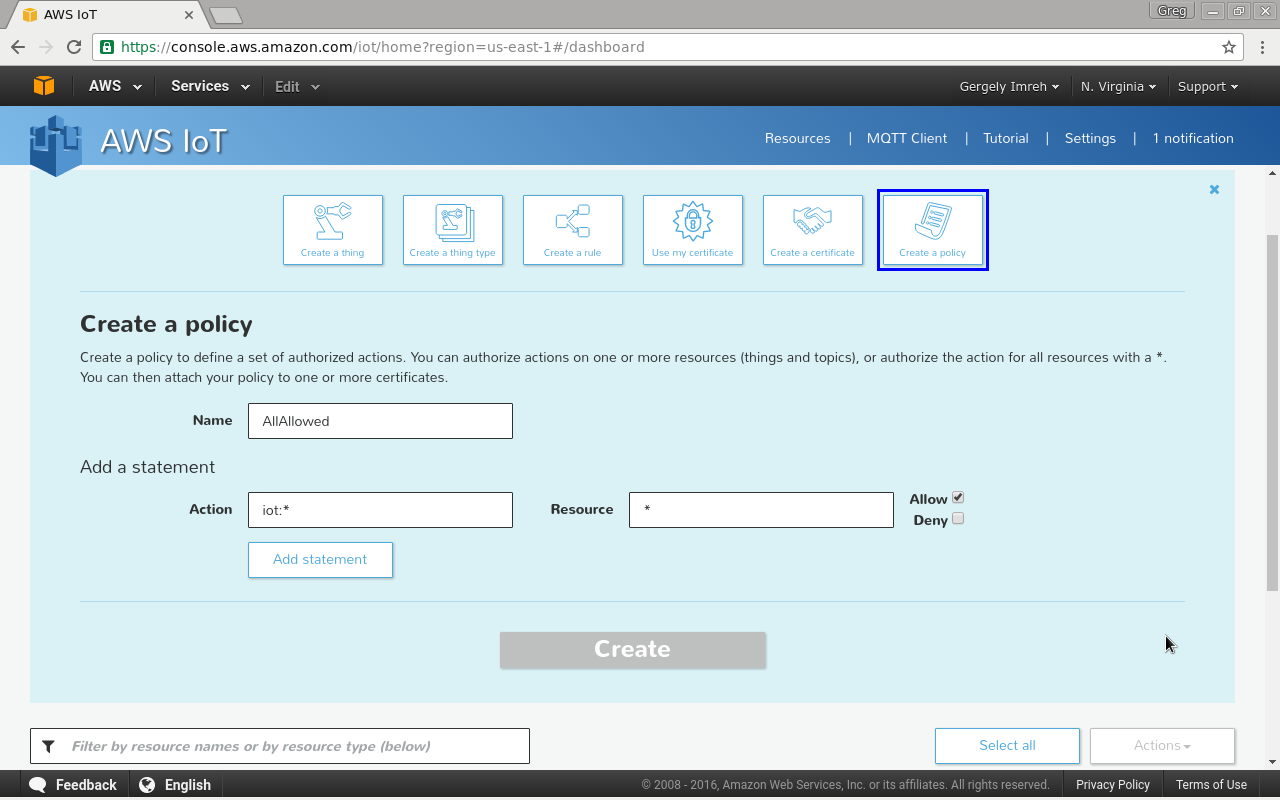 AWS IoT
Greg
https://console.aws.amazon.com/iot/home?region=us-east-1#/dashboard
AWS Services Edit Gergely Imreh N. Virginia Support
AWS IoT
Resources | MQTT Client | Tutorial | Settings | 1 notification
Create a thing Create a thing type Create a rule Use my certificate Create a certificate Create a policy
Create a policy
Create a policy to define a set of authorized actions. You can authorize actions on one or more resources (things and topics), or authorize the action for all resources with a *.
You can then attach your policy to one or more certificates.
Name AllAllowed
Add a statement
Action iot:* Resource * Allow
Deny
Add statement
Create
Filter by resource names or by resource type (below) Select all Actions
Feedback English © 2008 - 2016, Amazon Web Services, Inc. or its affiliates. All rights reserved. Privacy Policy Terms of Use